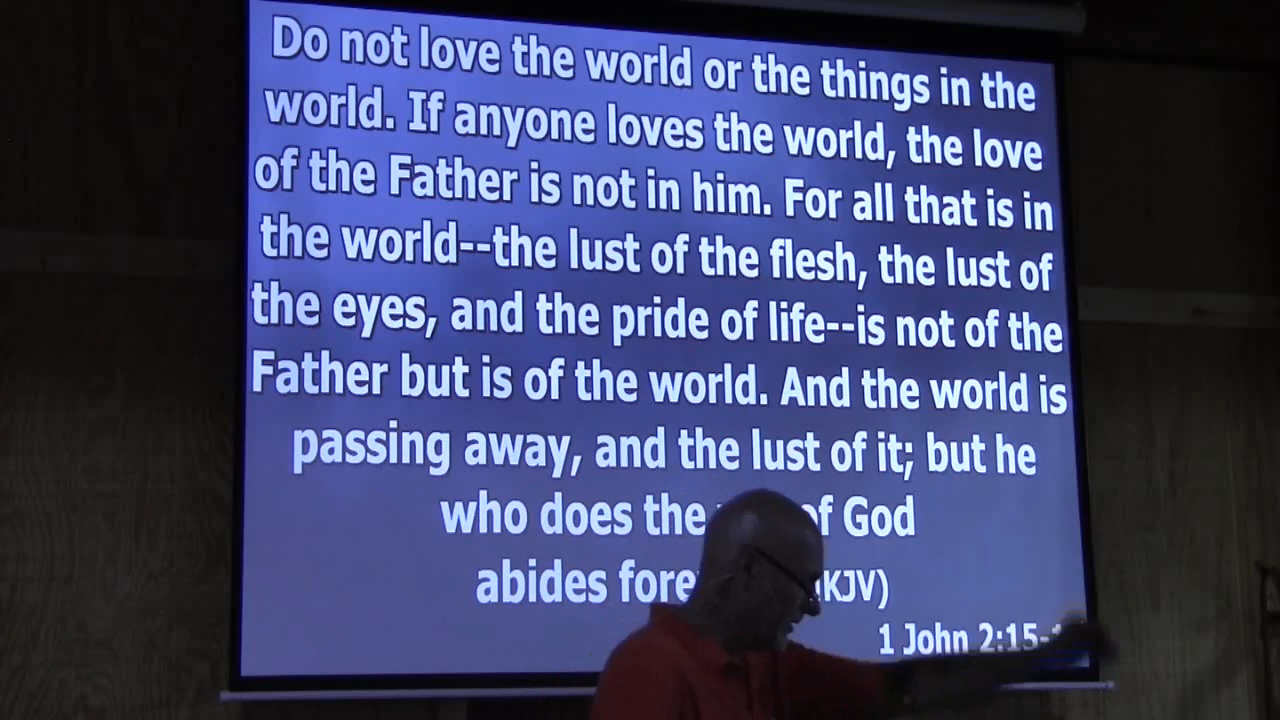 Do not love the world or the things in the
world. If anyone loves the world, the love
of the Father is not in him. For all that is in
the world--the lust of the flesh, the lust of
the eyes, and the pride of life--is not of the
Father but is of the world. And the world is
passing away, and the lust of it; but he
who does the of God
abides KJV)
1 John 2:15-